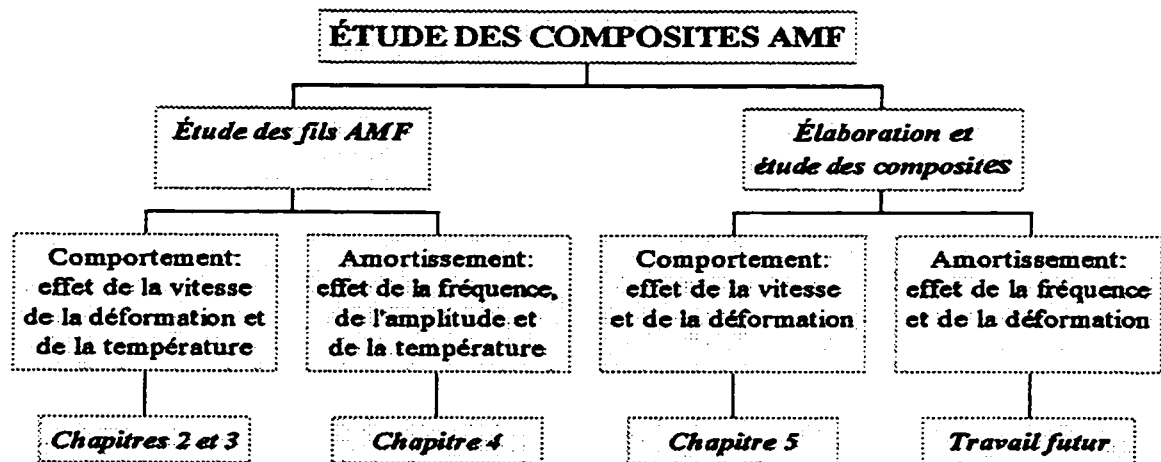 ÉTUDE DES COMPOSITES AMF
Étude des fils AMF
Élaboration et
étude des composites
Comportement:
effet de la vitesse
de la déformation et
de la température
Amortissement:
effet de la fréquence,
de l'amplitude et
de la température
Comportement:
effet de la vitesse
et de la déformation
Amortissement:
effet de la fréquence
et de la déformation
Chapitres 2 et 3
Chapitre 4
Chapitre 5
Travail futur